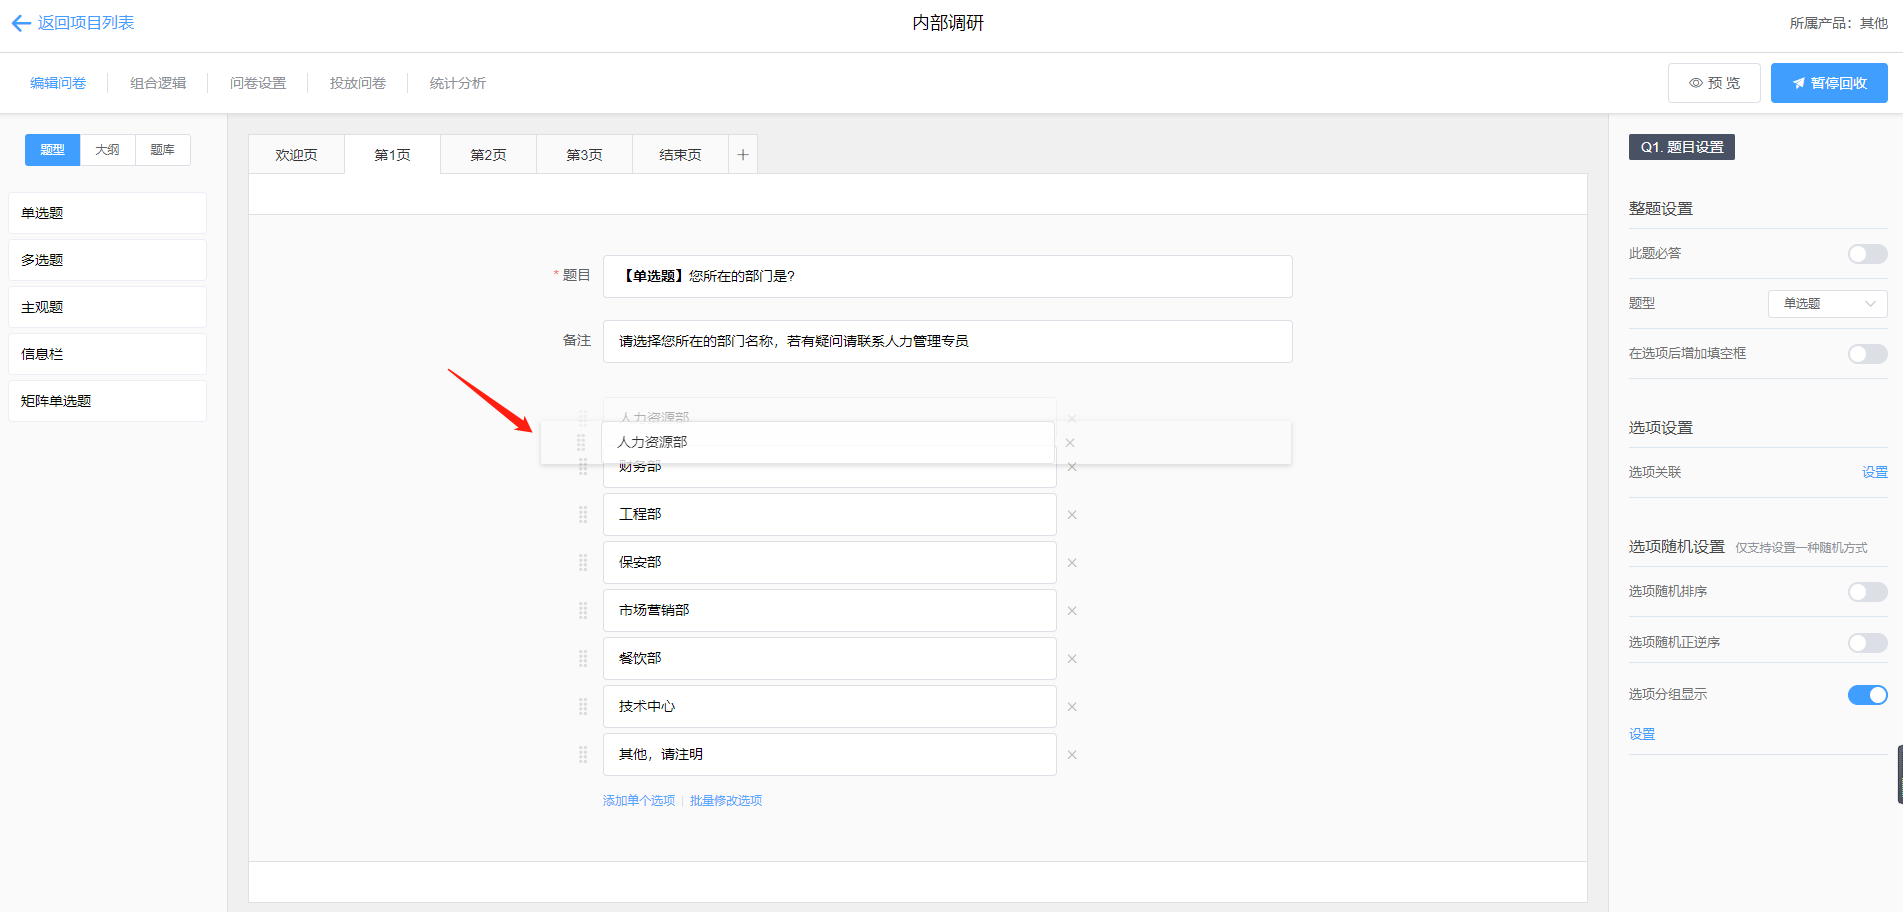 返回项目列表
内部调研
所属产品：其他
编辑问卷
组合逻辑
问卷设置
投放问卷
统计分析
预 览
暂停回收
题型
大纲
题库
单选题
多选题
主观题
信息栏
矩阵单选题
欢迎页
第1页
第2页
第3页
结束页
* 题目
【单选题】您所在的部门是?
备注
请选择您所在的部门名称，若有疑问请联系人力管理专员
人力资源部
人力资源部
财务部
工程部
保安部
市场营销部
餐饮部
技术中心
其他，请注明
添加单个选项
批量修改选项
Q1. 题目设置
整题设置
此题必答
题型
单选题
在选项后增加填空框
选项设置
选项关联
设置
选项随机设置 仅支持设置一种随机方式
选项随机排序
选项随机正逆序
选项分组显示
设置